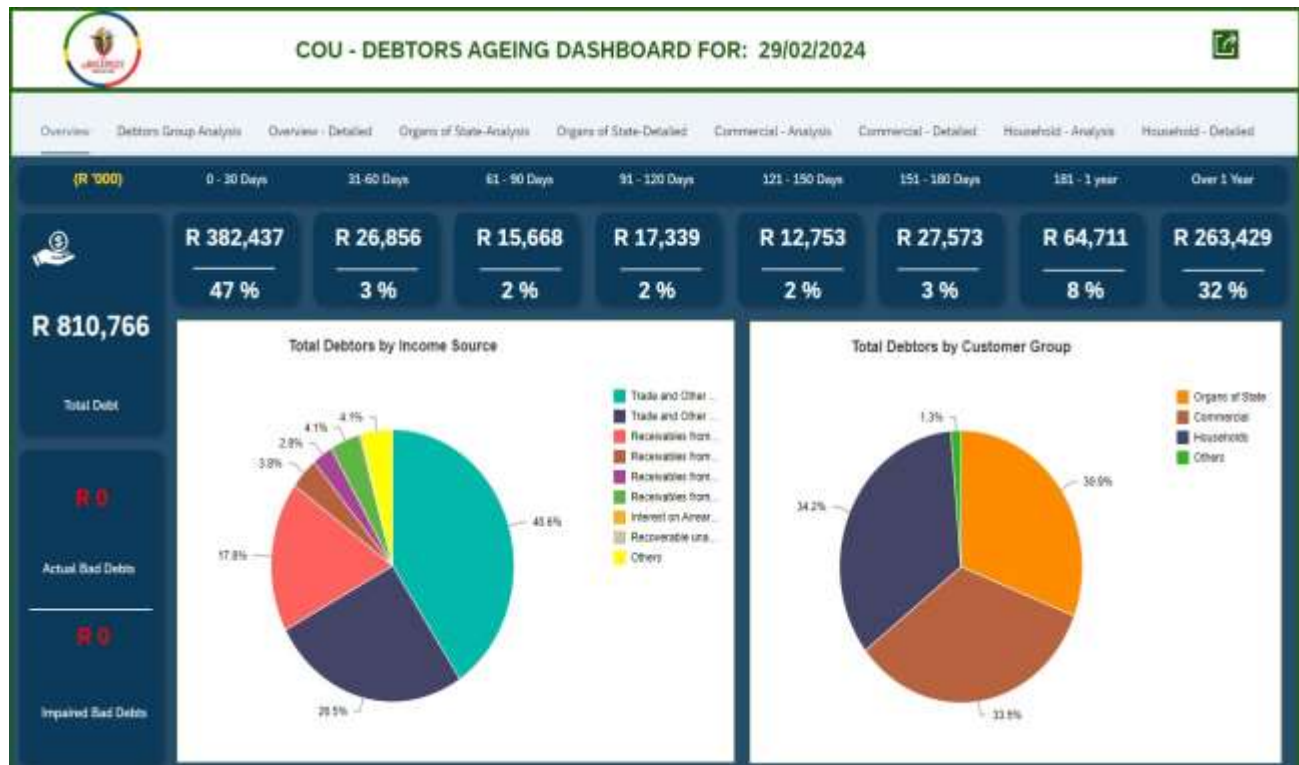 COU - DEBTORS AGEING DASHBOARD FOR: 29/02/2024
Overview Debtors Group Analysis Overview - Detailed Organs of State-Analysis Organs of State-Detailed Commercial - Analysis Commercial - Detailed Household - Analysis Household - Detailed
(R '000) 0 - 30 Days 31-60 Days 61 - 90 Days 91 - 120 Days 121 - 150 Days 151 - 180 Days 181 - 1 year Over 1 Year
R 382,437 R 26,856 R 15,668 R 17,339 R 12,753 R 27,573 R 64,711 R 263,429
47 % 3 % 2 % 2 % 2 % 3 % 8 % 32 %
R 810,766
Total Debt
R 0
Actual Bad Debts
R 0
Impaired Bad Debts
Total Debtors by Income Source
4.1%
4.1%
2.8%
3.8%
17.8%
28.5%
Trade and Other ...
Trade and Other ...
Receivables from...
Receivables from...
Receivables from...
Receivables from...
Interest on Arrear...
Recoverable una...
Others
Total Debtors by Customer Group
1.3%
34.2%
33.6%
Organs of State
Commercial
Households
Others